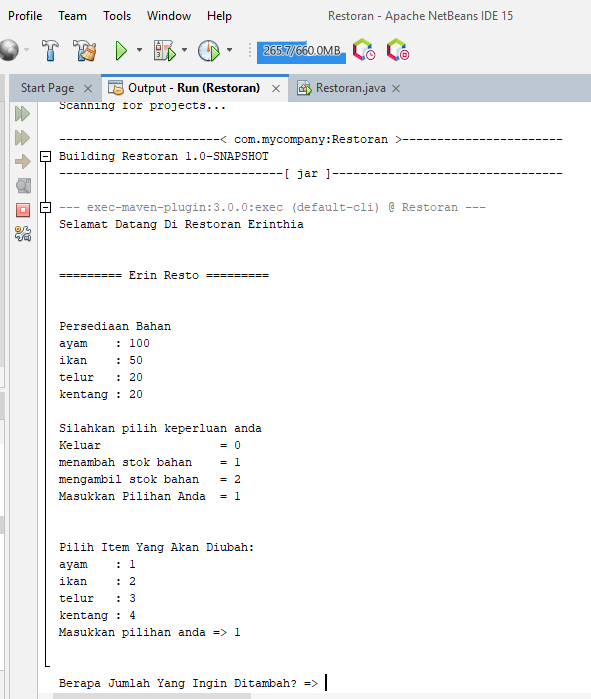 Profile Team Tools Window Help Restoran - Apache NetBeans IDE 15
265.7/660.0MB
Start Page Output - Run (Restoran) Restoran.java
Scanning for projects...
-----------------------< com.mycompany:Restoran >-----------------------
Building Restoran 1.0-SNAPSHOT
--------------------------------[ jar ]---------------------------------
--- exec-maven-plugin:3.0.0:exec (default-cli) @ Restoran ---
Selamat Datang Di Restoran Erinthia
========= Erin Resto =========
Persediaan Bahan
ayam : 100
ikan : 50
telur : 20
kentang : 20
Silahkan pilih keperluan anda
Keluar = 0
menambah stok bahan = 1
mengambil stok bahan = 2
Masukkan Pilihan Anda = 1
Pilih Item Yang Akan Diubah:
ayam : 1
ikan : 2
telur : 3
kentang : 4
Masukkan pilihan anda => 1
Berapa Jumlah Yang Ingin Ditambah? =>